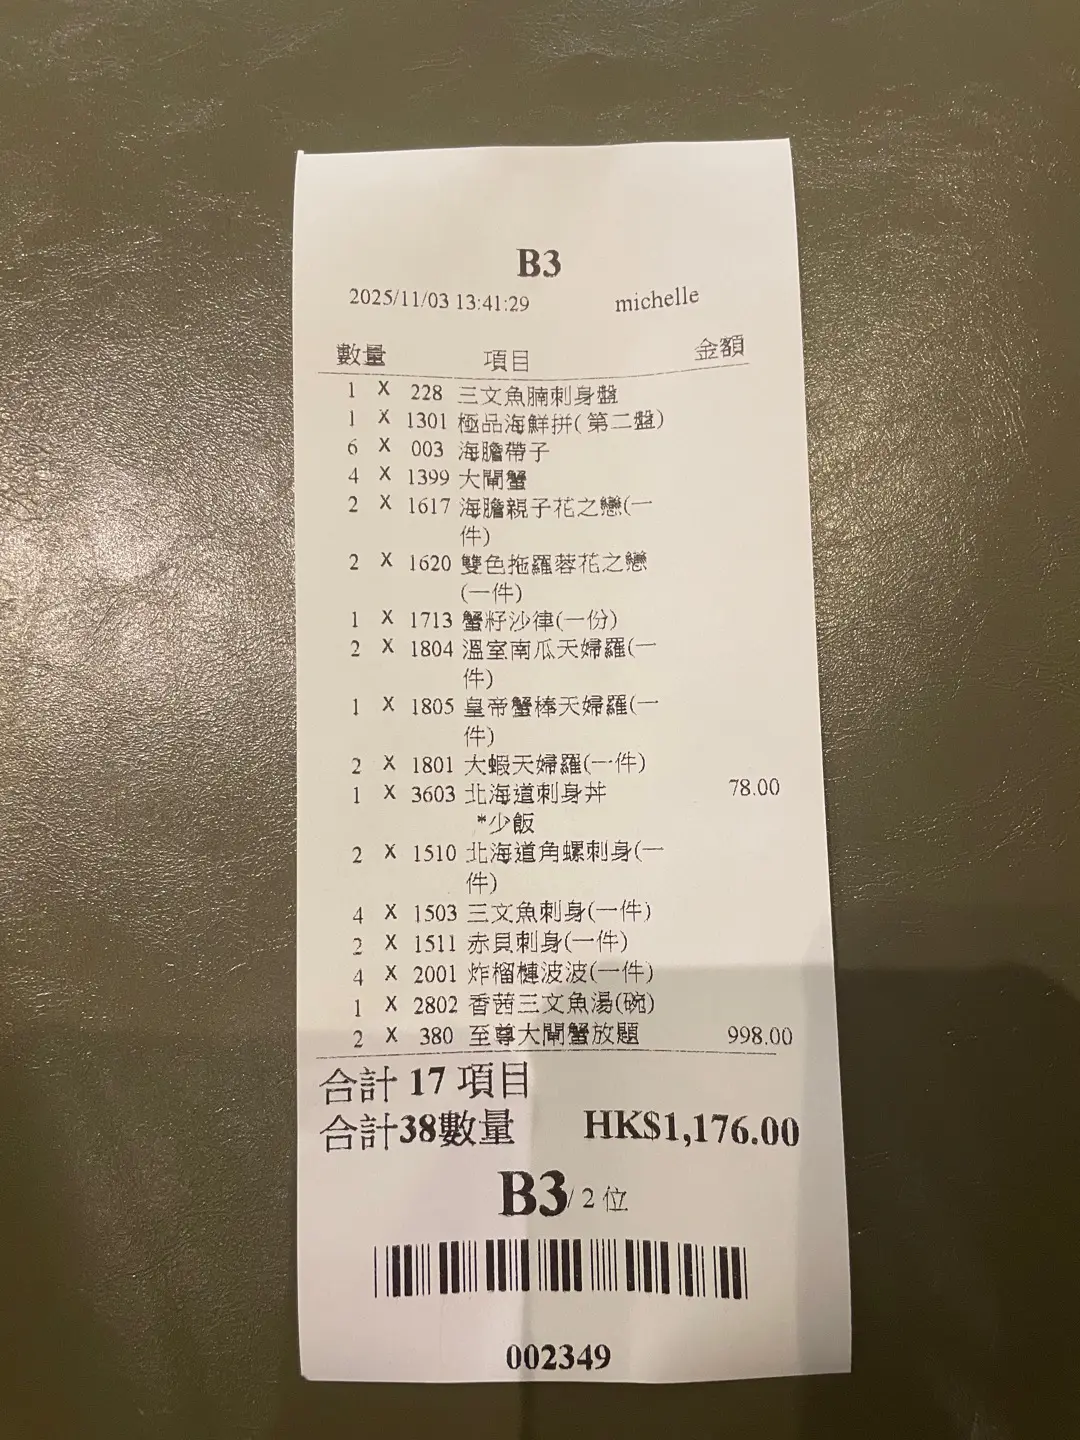 B3
2025/11/03 13:41:29 michelle
數量 項目 金額
1 X 228 三文魚腩刺身盤
1 X 1301 極品海鮮拼(第二盤)
6 X 003 海膽帶子
4 X 1399 大閘蟹
2 X 1617 海膽親子花之戀(一
件)
2 X 1620 雙色拖羅蓉花之戀
(一件)
1 X 1713 蟹籽沙律(一份)
2 X 1804 溫室南瓜天婦羅(一
件)
1 X 1805 皇帝蟹棒天婦羅(一
件)
2 X 1801 大蝦天婦羅(一件)
1 X 3603 北海道刺身丼 78.00
*少飯
2 X 1510 北海道角螺刺身(一
件)
4 X 1503 三文魚刺身(一件)
2 X 1511 赤貝刺身(一件)
4 X 2001 炸榴槤波波(一件)
1 X 2802 香茜三文魚湯(碗)
2 X 380 至尊大閘蟹放題 998.00
合計 17 項目
合計38數量 HK$1,176.00
B3/ 2 位
002349